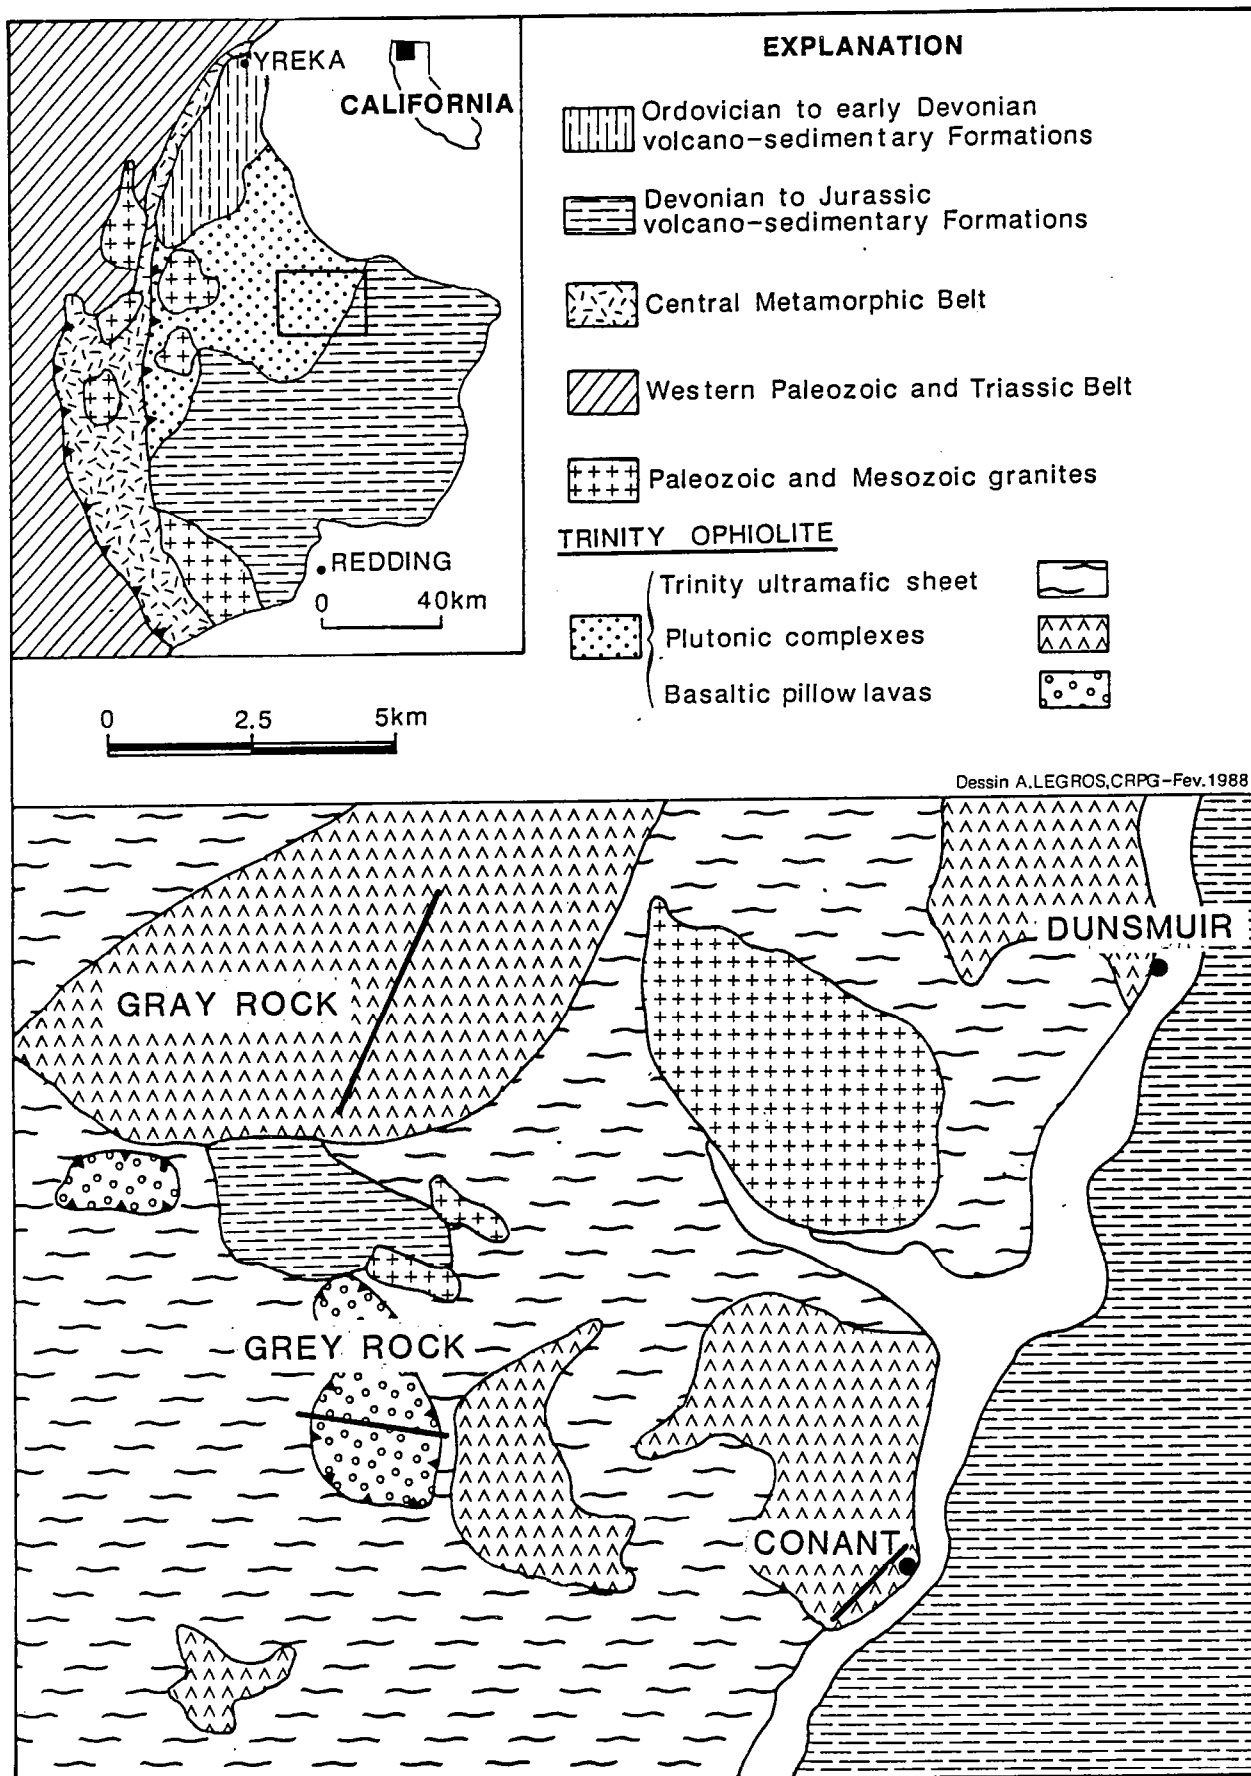 YREKA
CALIFORNIA
REDDING
0 40km
EXPLANATION
Ordovician to early Devonian
volcano-sedimentary Formations
Devonian to Jurassic
volcano-sedimentary Formations
Central Metamorphic Belt
Western Paleozoic and Triassic Belt
Paleozoic and Mesozoic granites
TRINITY OPHIOLITE
Trinity ultramafic sheet
Plutonic complexes
Basaltic pillow lavas
0 2.5 5km
Dessin A.LEGROS,CRPG-Fev.1988
DUNSMUIR
GRAY ROCK
GREY ROCK
CONANT